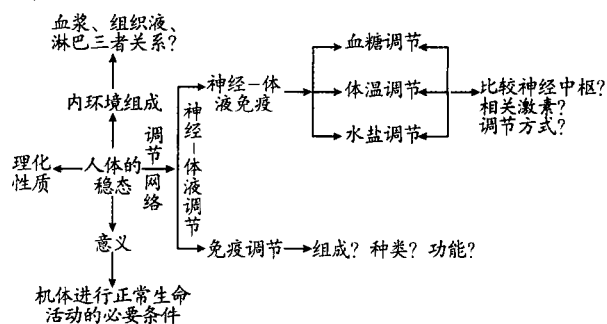 血浆、组织液、
淋巴三者关系？
内环境组成
理化
性质
人体的
稳态
调节网络
神经－体液调节
意义
机体进行正常生命
活动的必要条件
神经－体
液免疫
血糖调节
体温调节
水盐调节
比较神经中枢？
相关激素？
调节方式？
免疫调节
组成？种类？功能？